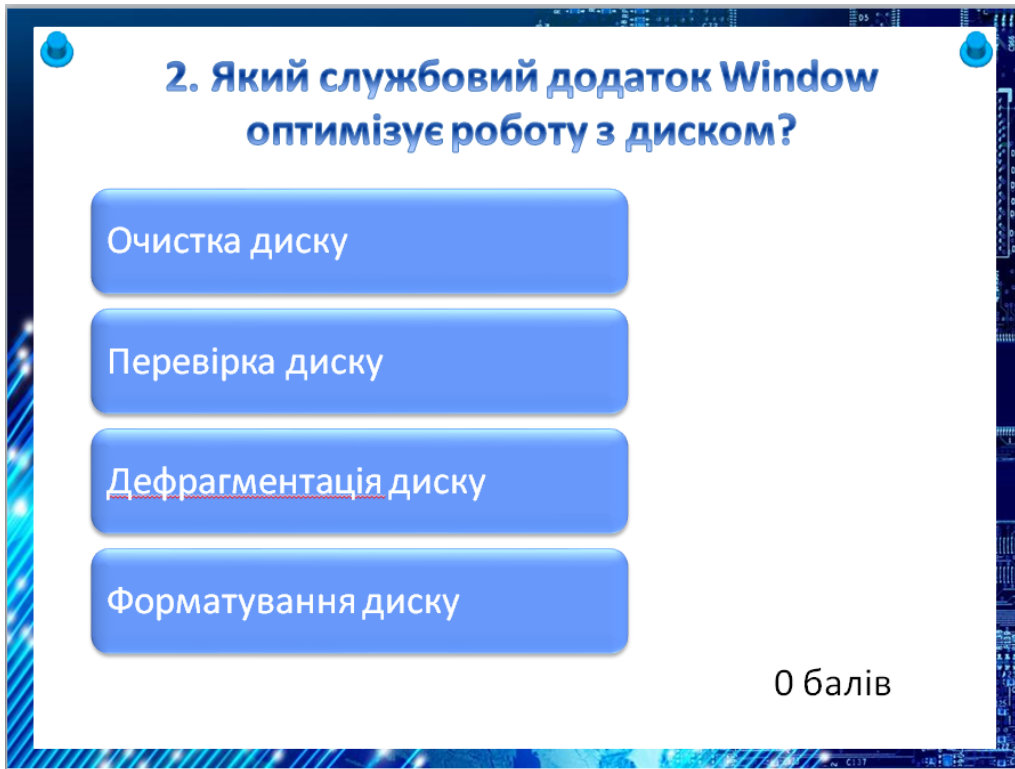 2. Який службовий додаток Window
оптимізує роботу з диском?
Очистка диску
Перевірка диску
Дефрагментація диску
Форматування диску
0 балів